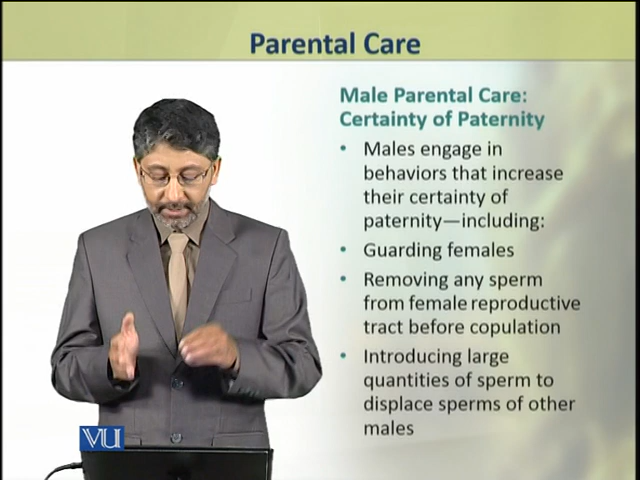 Parental Care
Male Parental Care:
Certainty of Paternity
• Males engage in
behaviors that increase
their certainty of
paternity—including:
• Guarding females
• Removing any sperm
from female reproductive
tract before copulation
• Introducing large
quantities of sperm to
displace sperms of other
males
VU